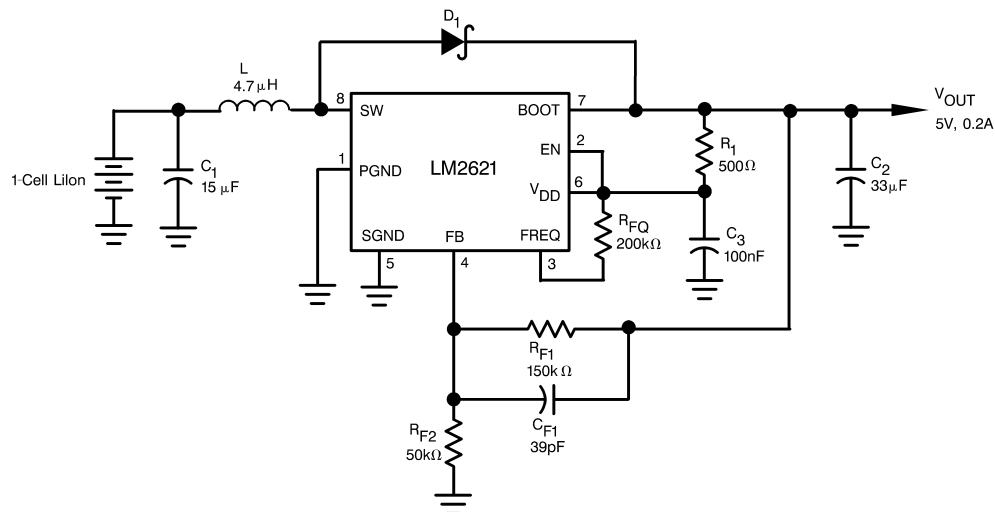 D1
L
4.7μH
8
SW
BOOT
7
VOUT
5V, 0.2A
1-Cell LiIon
C1
15 μF
1
PGND
LM2621
EN
2
VDD
6
R1
500Ω
C2
33μF
RFQ
200kΩ
C3
100nF
SGND
FB
FREQ
5
4
3
RF1
150kΩ
CF1
39pF
RF2
50kΩ